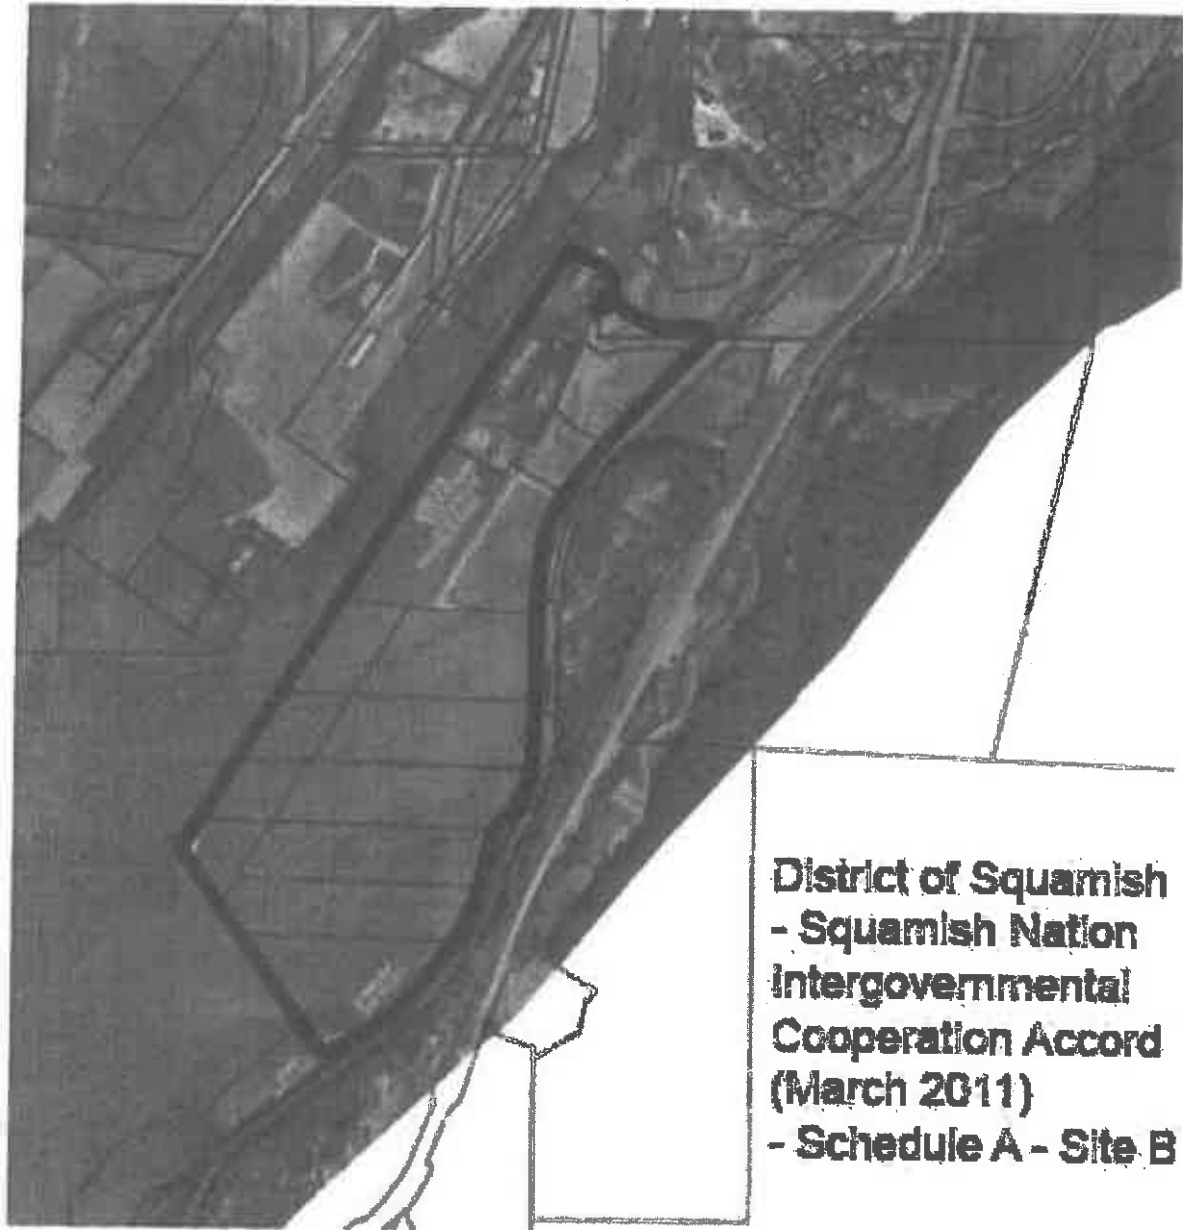 District of Squamish
- Squamish Nation
Intergovernmental
Cooperation Accord
(March 2011)
- Schedule A - Site B